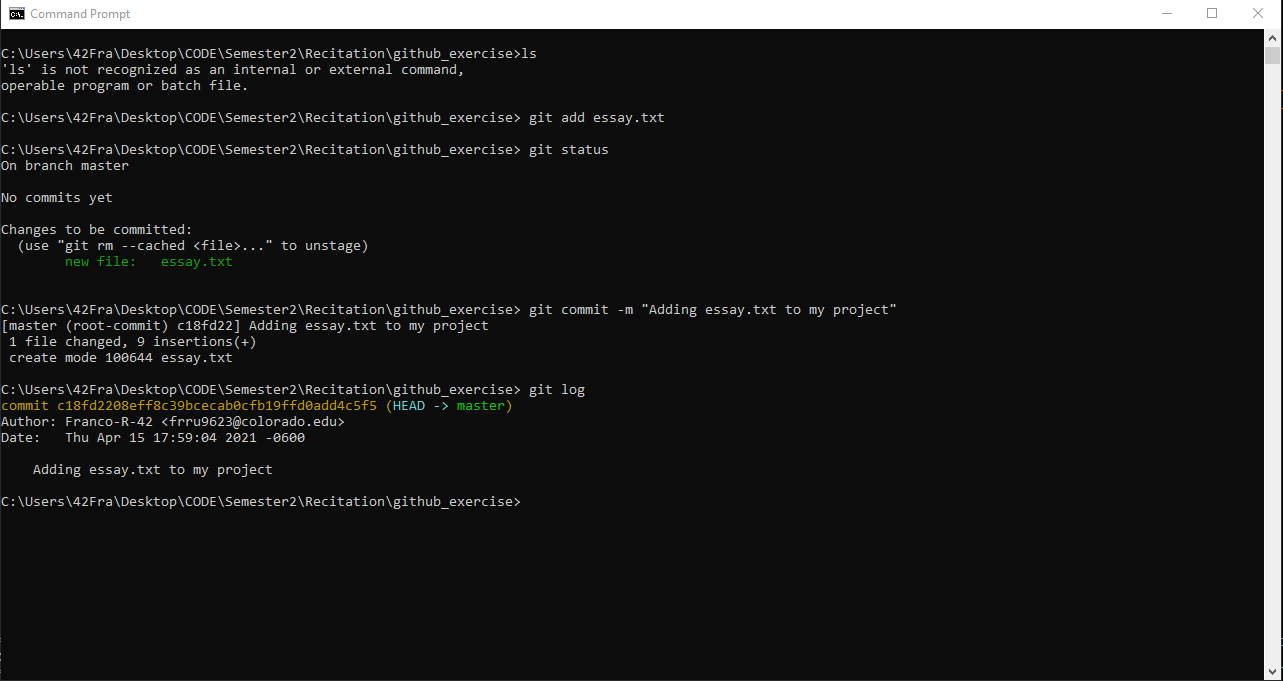 Command Prompt
C:\Users\42Fra\Desktop\CODE\Semester2\Recitation\github_exercise>ls
'ls' is not recognized as an internal or external command,
operable program or batch file.
C:\Users\42Fra\Desktop\CODE\Semester2\Recitation\github_exercise> git add essay.txt
C:\Users\42Fra\Desktop\CODE\Semester2\Recitation\github_exercise> git status
On branch master
No commits yet
Changes to be committed:
  (use "git rm --cached <file>..." to unstage)
        new file:   essay.txt
C:\Users\42Fra\Desktop\CODE\Semester2\Recitation\github_exercise> git commit -m "Adding essay.txt to my project"
[master (root-commit) c18fd22] Adding essay.txt to my project
 1 file changed, 9 insertions(+)
 create mode 100644 essay.txt
C:\Users\42Fra\Desktop\CODE\Semester2\Recitation\github_exercise> git log
commit c18fd2208eff8c39bcecab0cfb19ffd0add4c5f5 (HEAD -> master)
Author: Franco-R-42 <frru9623@colorado.edu>
Date:   Thu Apr 15 17:59:04 2021 -0600
    Adding essay.txt to my project
C:\Users\42Fra\Desktop\CODE\Semester2\Recitation\github_exercise>